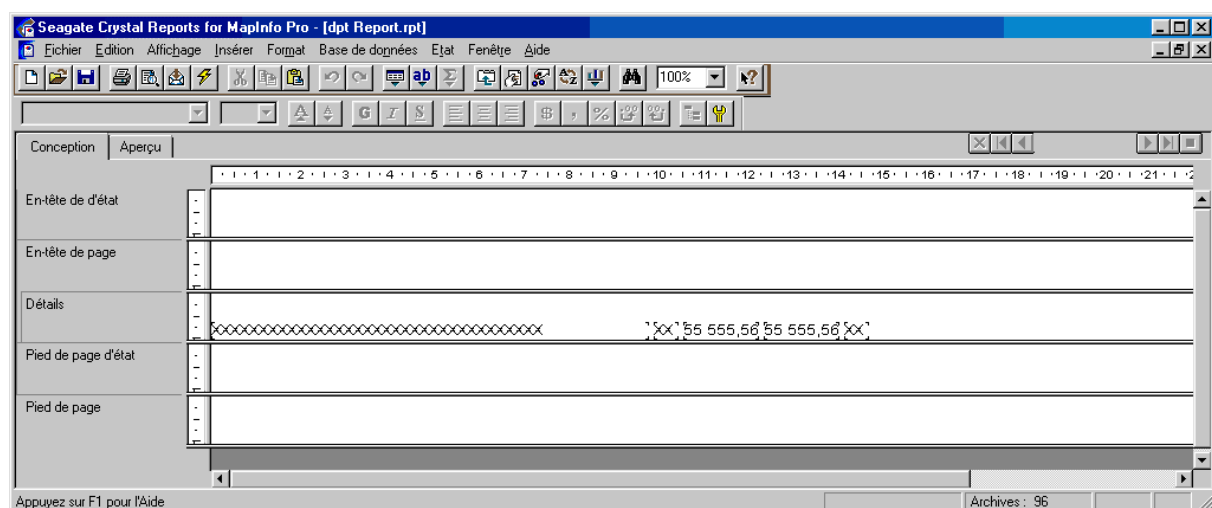 Seagate Crystal Reports for MapInfo Pro - [dpt Report.rpt]
Fichier Edition Affichage Insérer Format Base de données Etat Fenêtre Aide
100%
G I S $ , %
Conception Aperçu
1 2 3 4 5 6 7 8 9 10 11 12 13 14 15 16 17 18 19 20 21
En-tête de d'état
En-tête de page
Détails
XXXXXXXXXXXXXXXXXXXXXXXXXXXXXXXXXX XX 55 555,56 55 555,56 XX
Pied de page d'état
Pied de page
Appuyez sur F1 pour l'Aide
Archives : 96